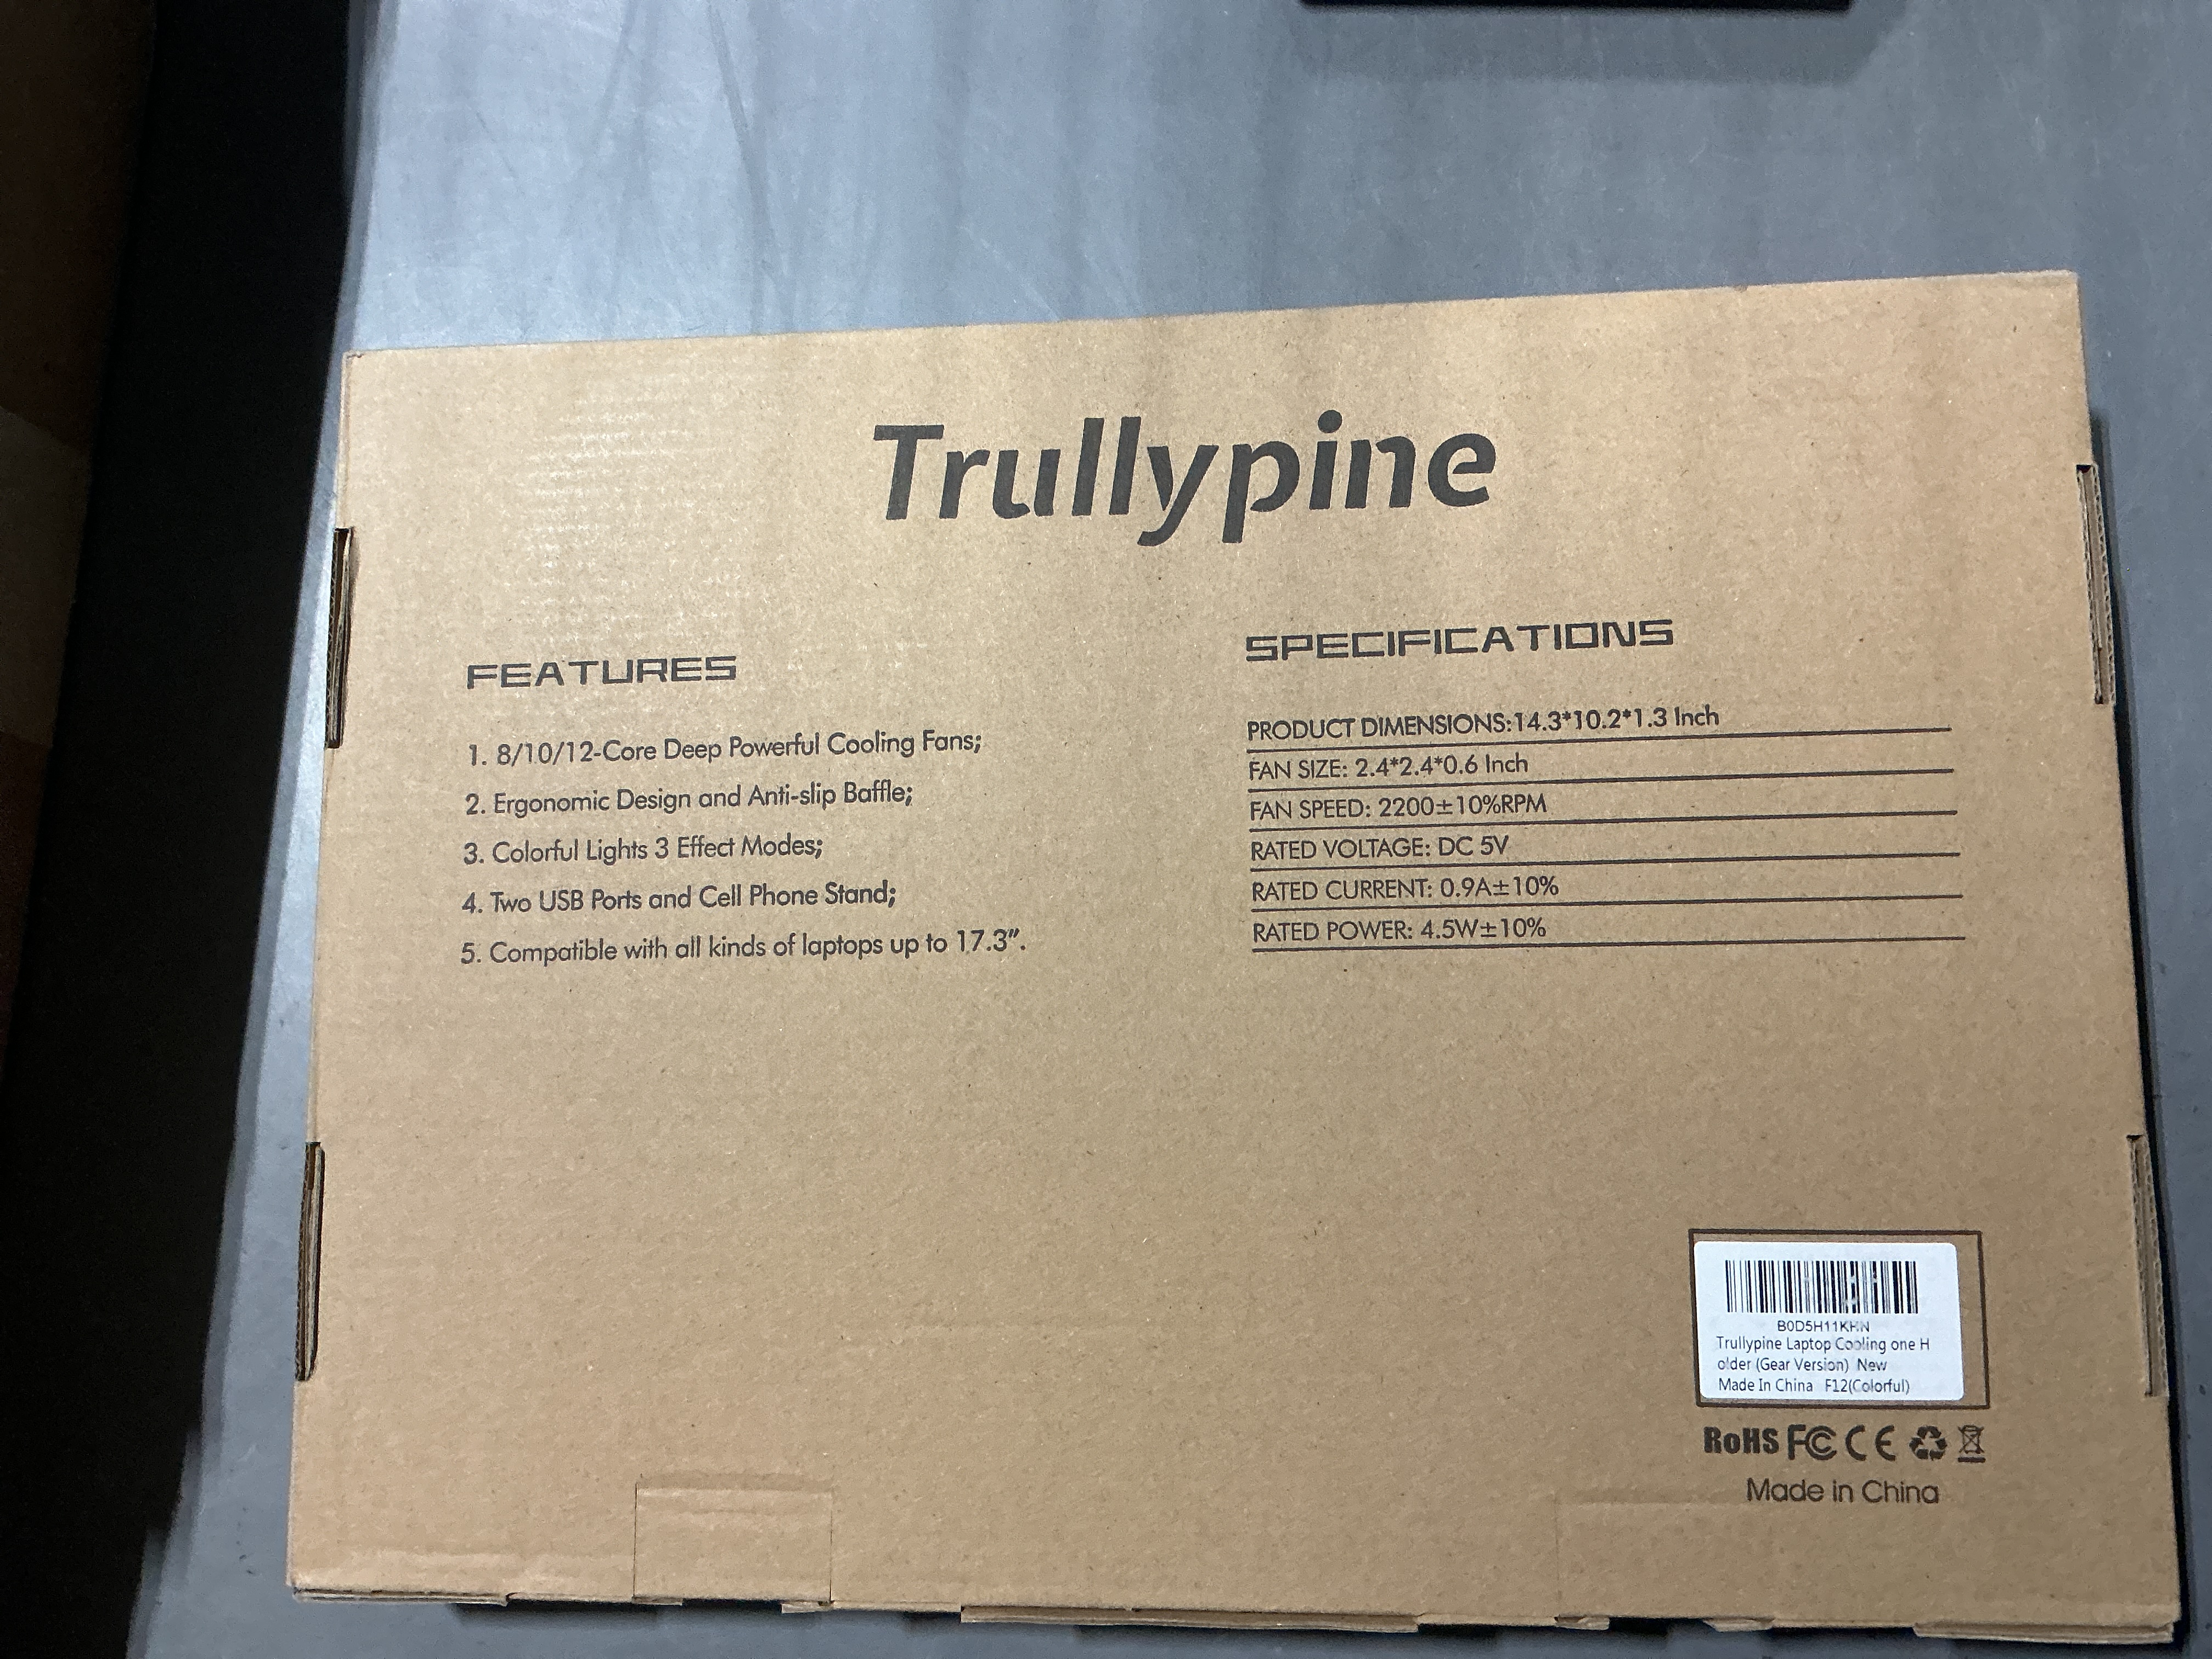 Trullypine
FEATURES
1. 8/10/12-Core Deep Powerful Cooling Fans;
2. Ergonomic Design and Anti-slip Baffle;
3. Colorful Lights 3 Effect Modes;
4. Two USB Ports and Cell Phone Stand;
5. Compatible with all kinds of laptops up to 17.3″.
SPECIFICATIONS
PRODUCT DIMENSIONS:14.3*10.2*1.3 Inch
FAN SIZE: 2.4*2.4*0.6 Inch
FAN SPEED: 2200±10%RPM
RATED VOLTAGE: DC 5V
RATED CURRENT: 0.9A±10%
RATED POWER: 4.5W±10%
B0D5H11KHN
Trullypine Laptop Cooling one H
older (Gear Version) New
Made In China F12(Colorful)
RoHS FC CE
Made in China